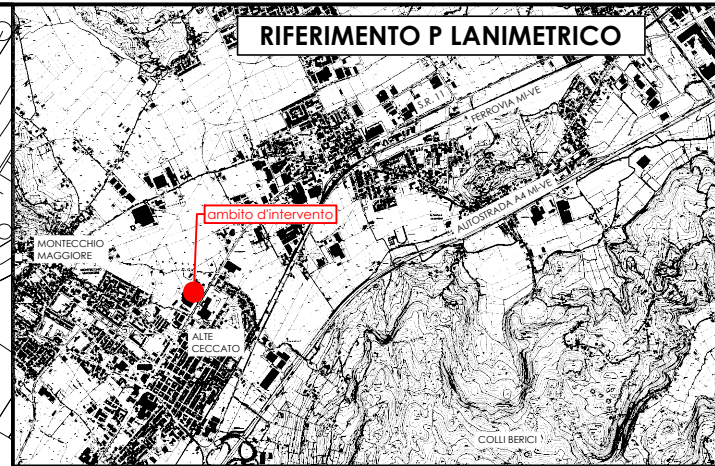 RIFERIMENTO P LANIMETRICO
S.R. 11
FERROVIA MI-VE
AUTOSTRADA A4 MI-VE
ambito d'intervento
MONTECCHIO
MAGGIORE
ALTE
CECCATO
COLLI BERICI